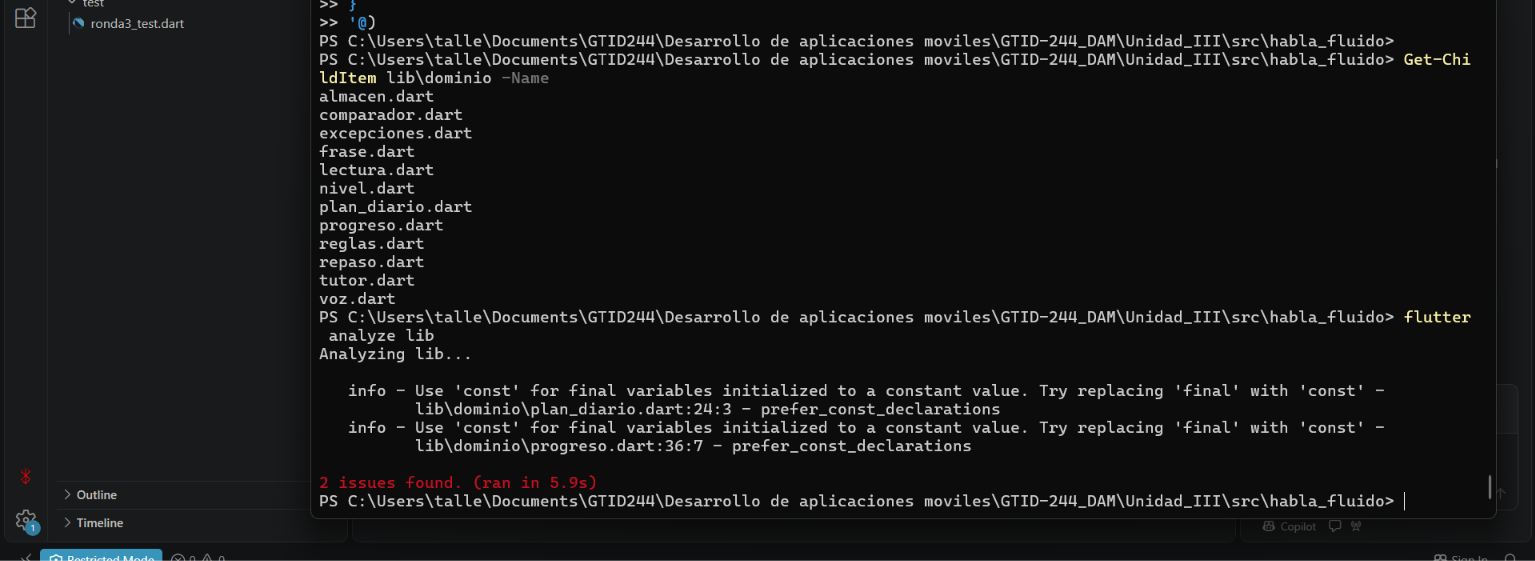 test
ronda3_test.dart
Outline
Timeline
1
Restricted Mode
0
0
>> }
>> '@)
PS C:\Users\talle\Documents\GTID244\Desarrollo de aplicaciones moviles\GTID-244_DAM\Unidad_III\src\habla_fluido>
PS C:\Users\talle\Documents\GTID244\Desarrollo de aplicaciones moviles\GTID-244_DAM\Unidad_III\src\habla_fluido> Get-Chi
ldItem lib\dominio -Name
almacen.dart
comparador.dart
excepciones.dart
frase.dart
lectura.dart
nivel.dart
plan_diario.dart
progreso.dart
reglas.dart
repaso.dart
tutor.dart
voz.dart
PS C:\Users\talle\Documents\GTID244\Desarrollo de aplicaciones moviles\GTID-244_DAM\Unidad_III\src\habla_fluido> flutter
analyze lib
Analyzing lib...
info - Use 'const' for final variables initialized to a constant value. Try replacing 'final' with 'const' -
lib\dominio\plan_diario.dart:24:3 - prefer_const_declarations
info - Use 'const' for final variables initialized to a constant value. Try replacing 'final' with 'const' -
lib\dominio\progreso.dart:36:7 - prefer_const_declarations
2 issues found. (ran in 5.9s)
PS C:\Users\talle\Documents\GTID244\Desarrollo de aplicaciones moviles\GTID-244_DAM\Unidad_III\src\habla_fluido>
Copilot
Sign In